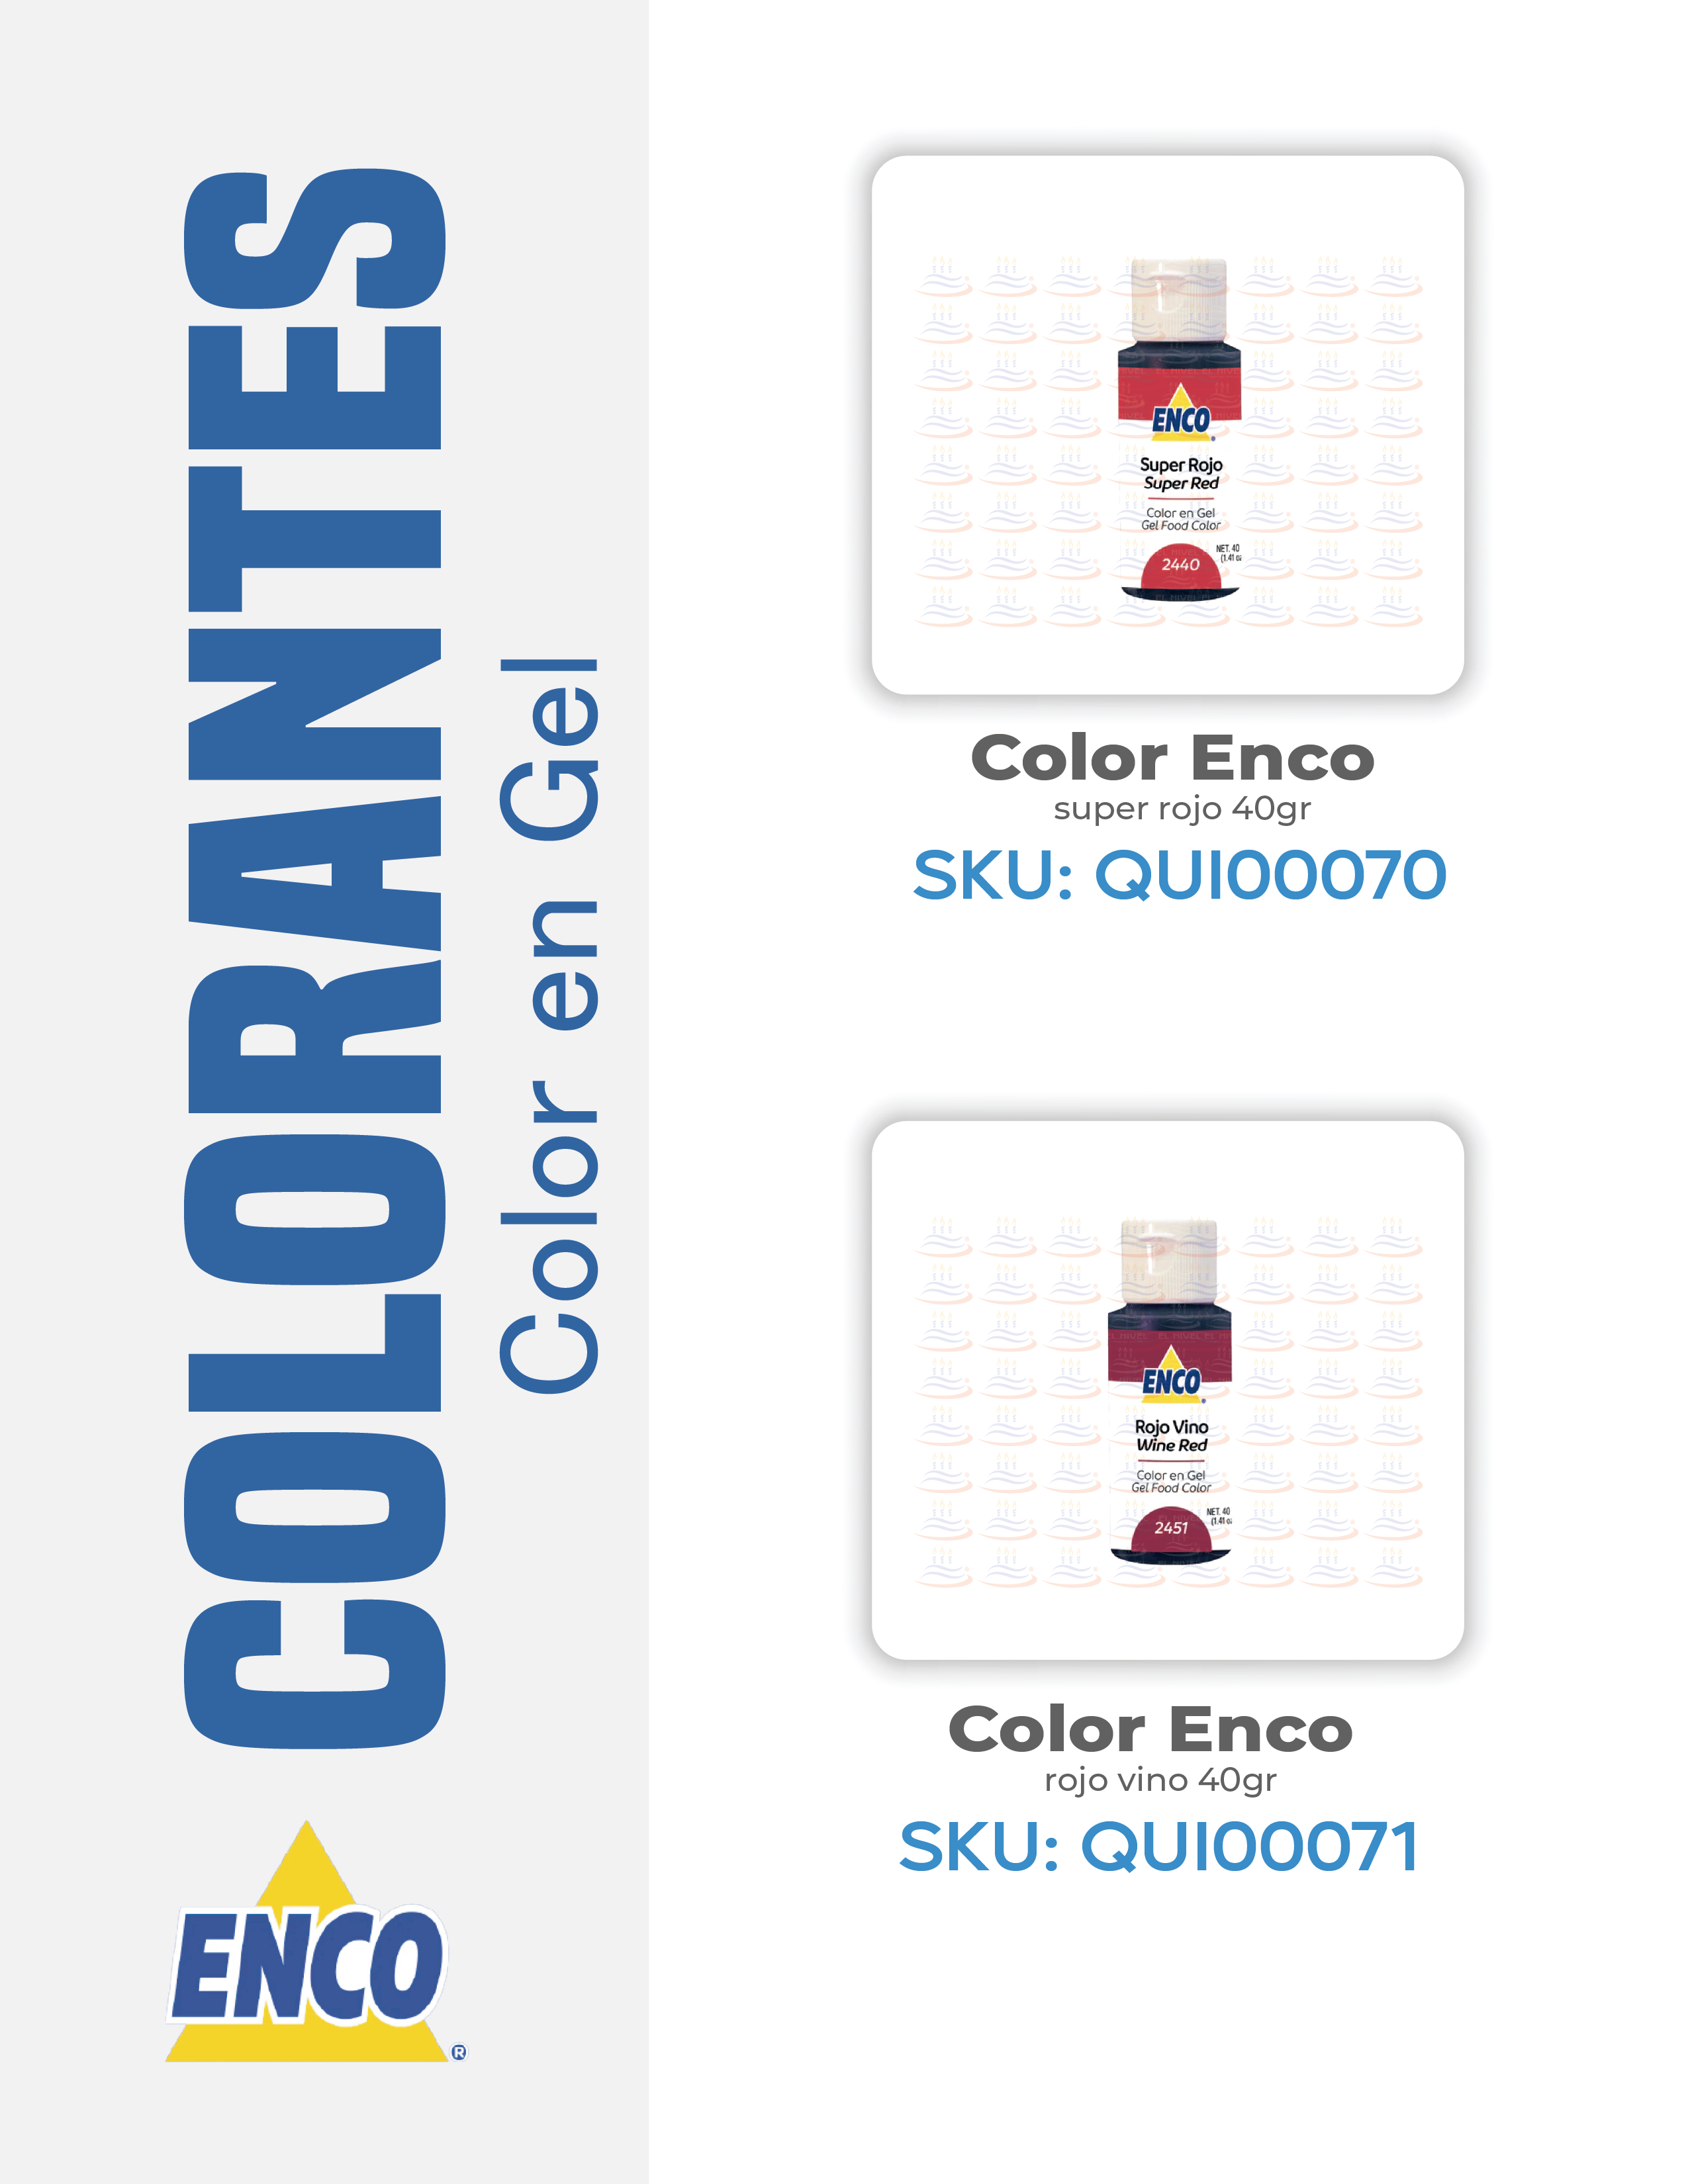 COLORANTES
Color en Gel
ENCO
®
ENCO
Super Rojo
Super Red
Color en Gel
Gel Food Color
NET. 40
(1.41 oz
2440
Color Enco
super rojo 40gr
SKU: QUI00070
ENCO
Rojo Vino
Wine Red
Color en Gel
Gel Food Color
NET. 40
(1.41 oz
2451
Color Enco
rojo vino 40gr
SKU: QUI00071